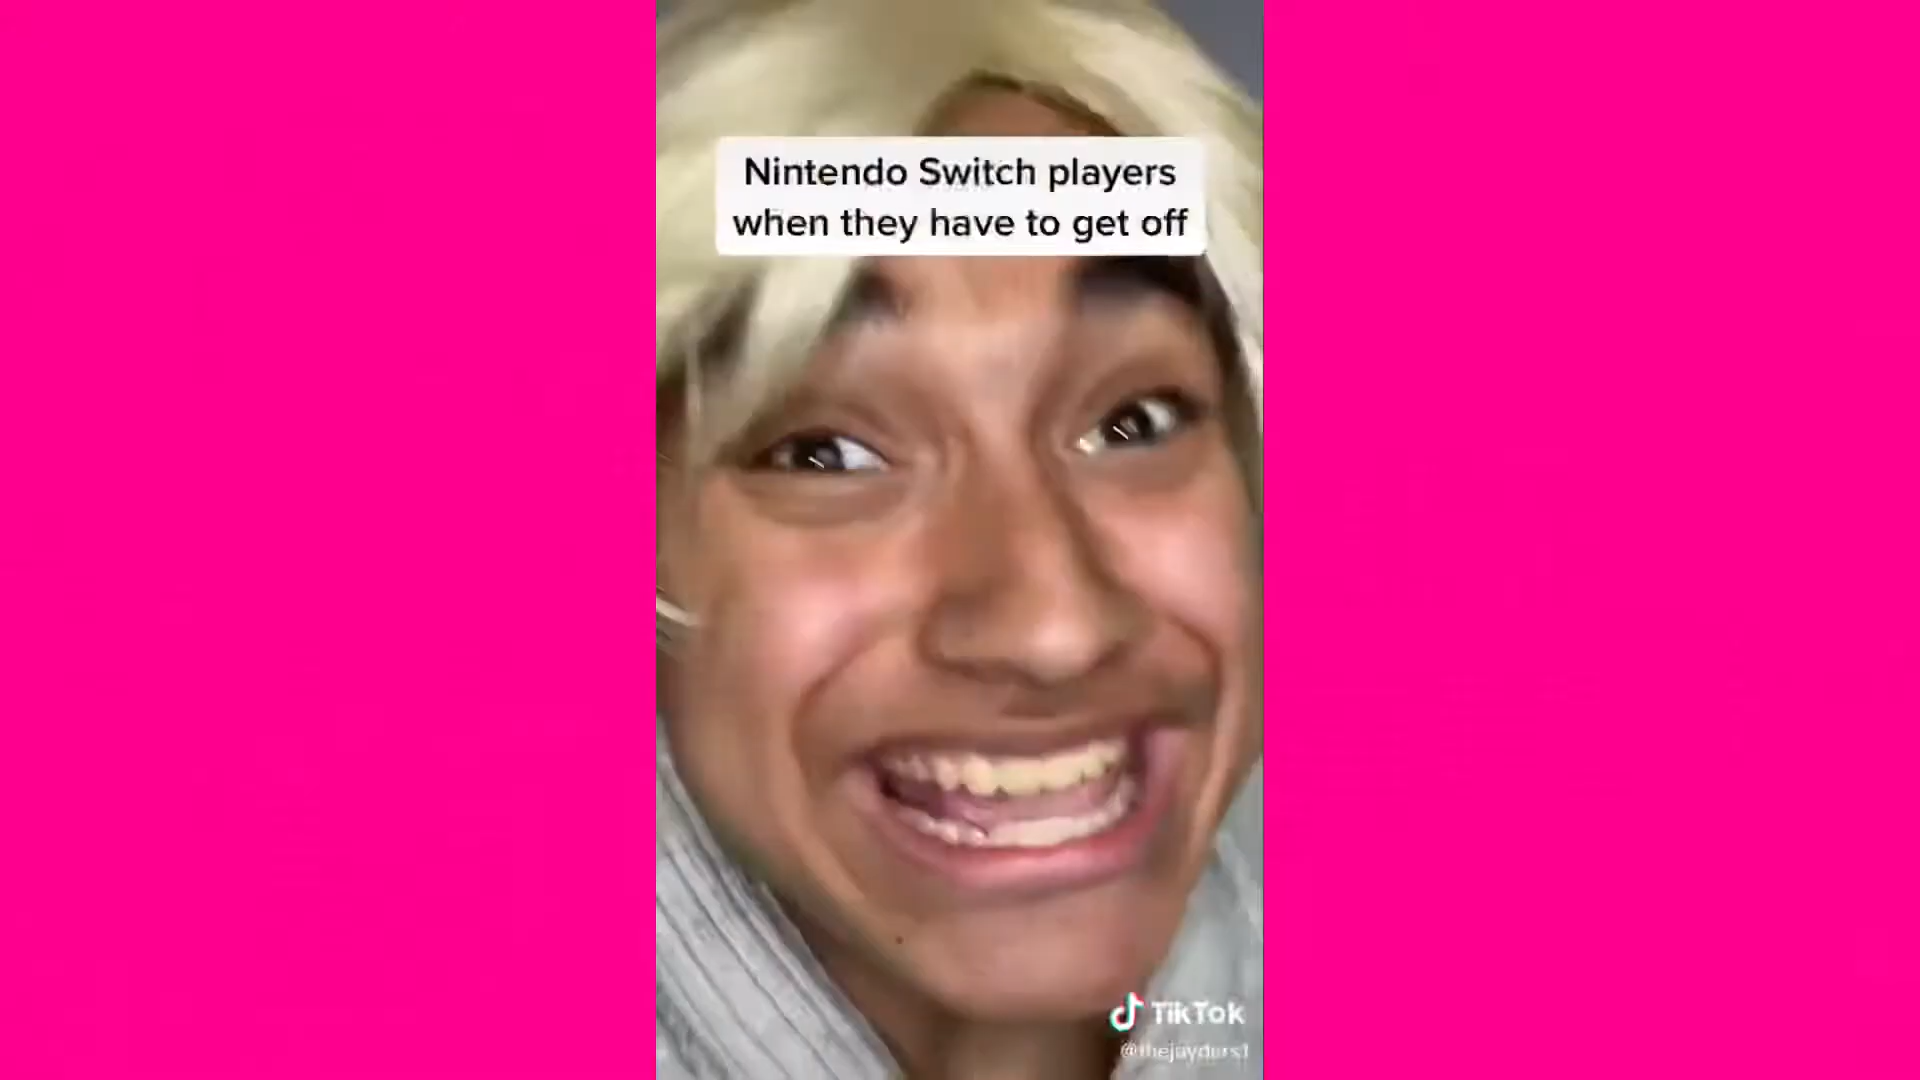 Nintendo Switch players
when they have to get off
TikTok